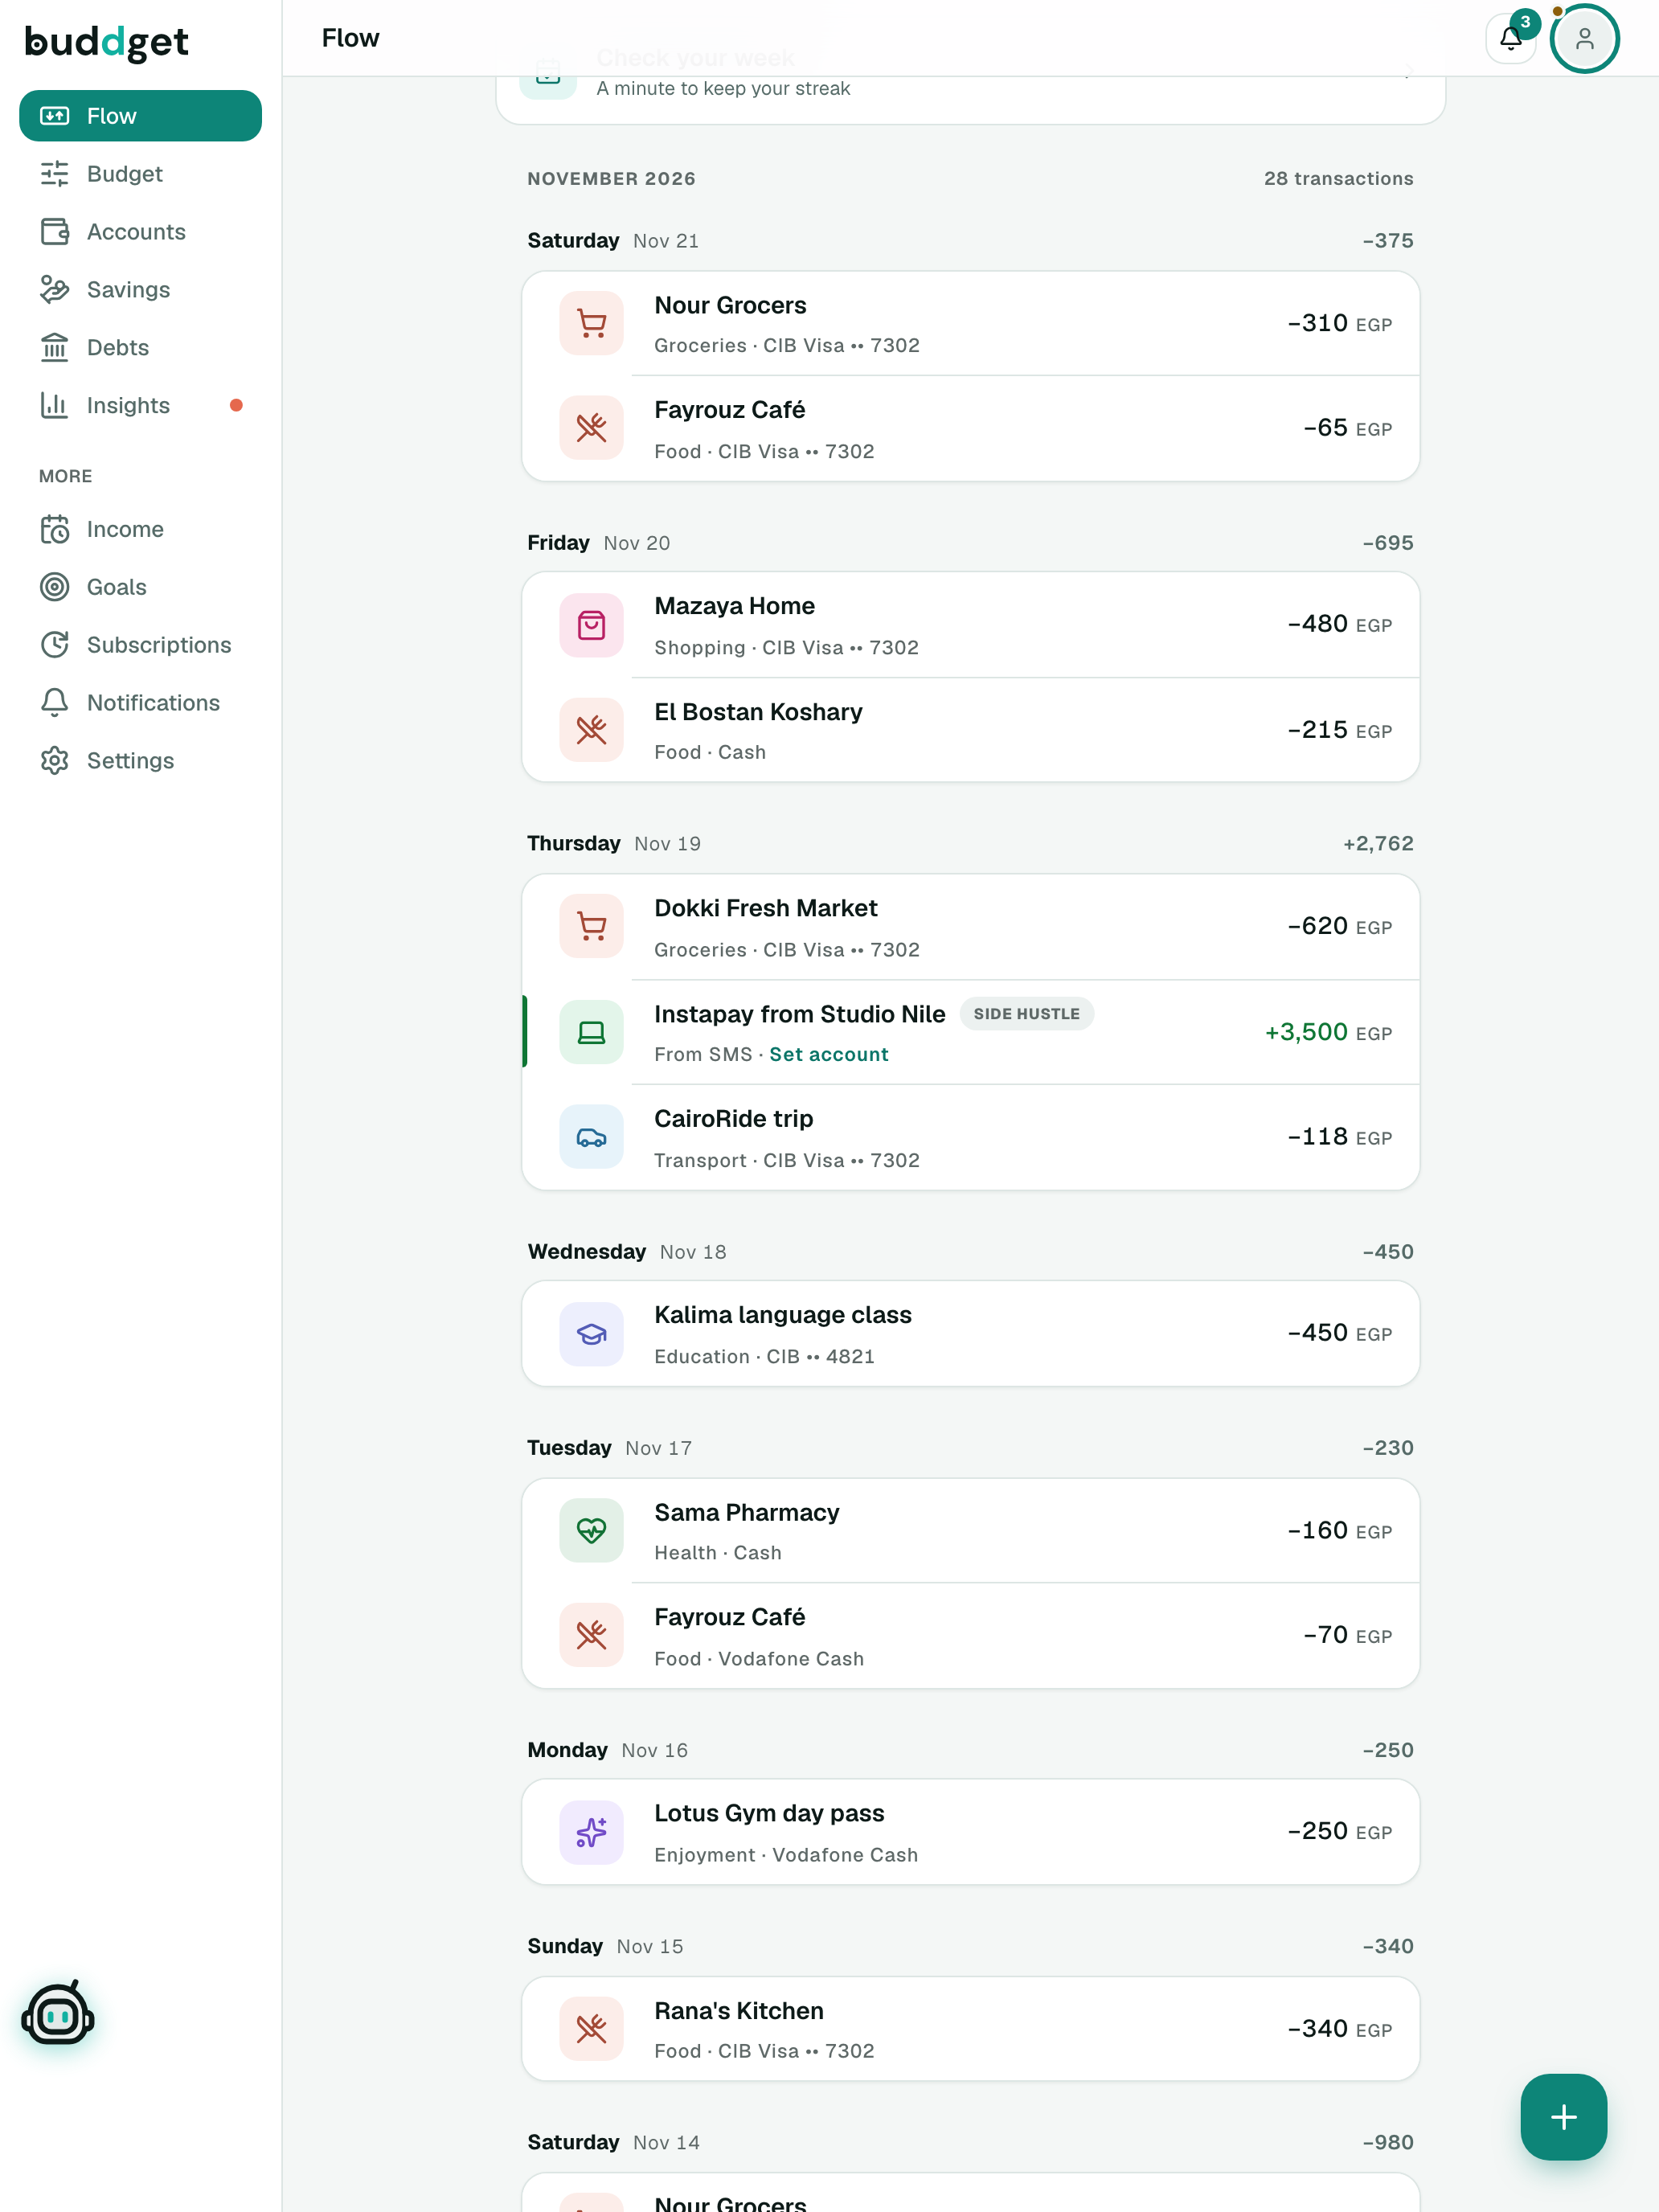 buddget
Flow
Budget
Accounts
Savings
Debts
Insights
MORE
Income
Goals
Subscriptions
Notifications
Settings
Flow
3
Check your week
A minute to keep your streak
NOVEMBER 2026 28 transactions
Saturday Nov 21 −375
Nour Grocers
Groceries · CIB Visa •• 7302
−310 EGP
Fayrouz Café
Food · CIB Visa •• 7302
−65 EGP
Friday Nov 20 −695
Mazaya Home
Shopping · CIB Visa •• 7302
−480 EGP
El Bostan Koshary
Food · Cash
−215 EGP
Thursday Nov 19 +2,762
Dokki Fresh Market
Groceries · CIB Visa •• 7302
−620 EGP
Instapay from Studio Nile SIDE HUSTLE
From SMS · Set account
+3,500 EGP
CairoRide trip
Transport · CIB Visa •• 7302
−118 EGP
Wednesday Nov 18 −450
Kalima language class
Education · CIB •• 4821
−450 EGP
Tuesday Nov 17 −230
Sama Pharmacy
Health · Cash
−160 EGP
Fayrouz Café
Food · Vodafone Cash
−70 EGP
Monday Nov 16 −250
Lotus Gym day pass
Enjoyment · Vodafone Cash
−250 EGP
Sunday Nov 15 −340
Rana's Kitchen
Food · CIB Visa •• 7302
−340 EGP
Saturday Nov 14 −980
Nour Grocers